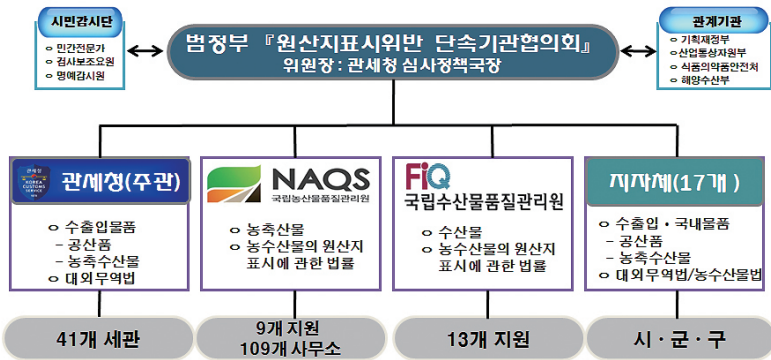 시민감시단
ㅇ 민간전문가
ㅇ 검사보조요원
ㅇ 명예감시원
범정부 『원산지표시위반 단속기관협의회』
위원장 : 관세청 심사정책국장
관계기관
ㅇ 기획재정부
ㅇ 산업통상자원부
ㅇ 식품의약품안전처
ㅇ 해양수산부
관세청
KOREA
CUSTOMS
SERVICE
관세청(주관)
ㅇ 수출입물품
- 공산품
- 농축수산물
ㅇ 대외무역법
41개 세관
NAQS
국립농산물품질관리원
ㅇ 농축산물
ㅇ 농수산물의 원산지
표시에 관한 법률
9개 지원
109개 사무소
FiQ
국립수산물품질관리원
ㅇ 수산물
ㅇ 농수산물의 원산지
표시에 관한 법률
13개 지원
지자체(17개 )
ㅇ 수출입・국내물품
- 공산품
- 농축수산물
ㅇ 대외무역법/농수산물법
시・군・구